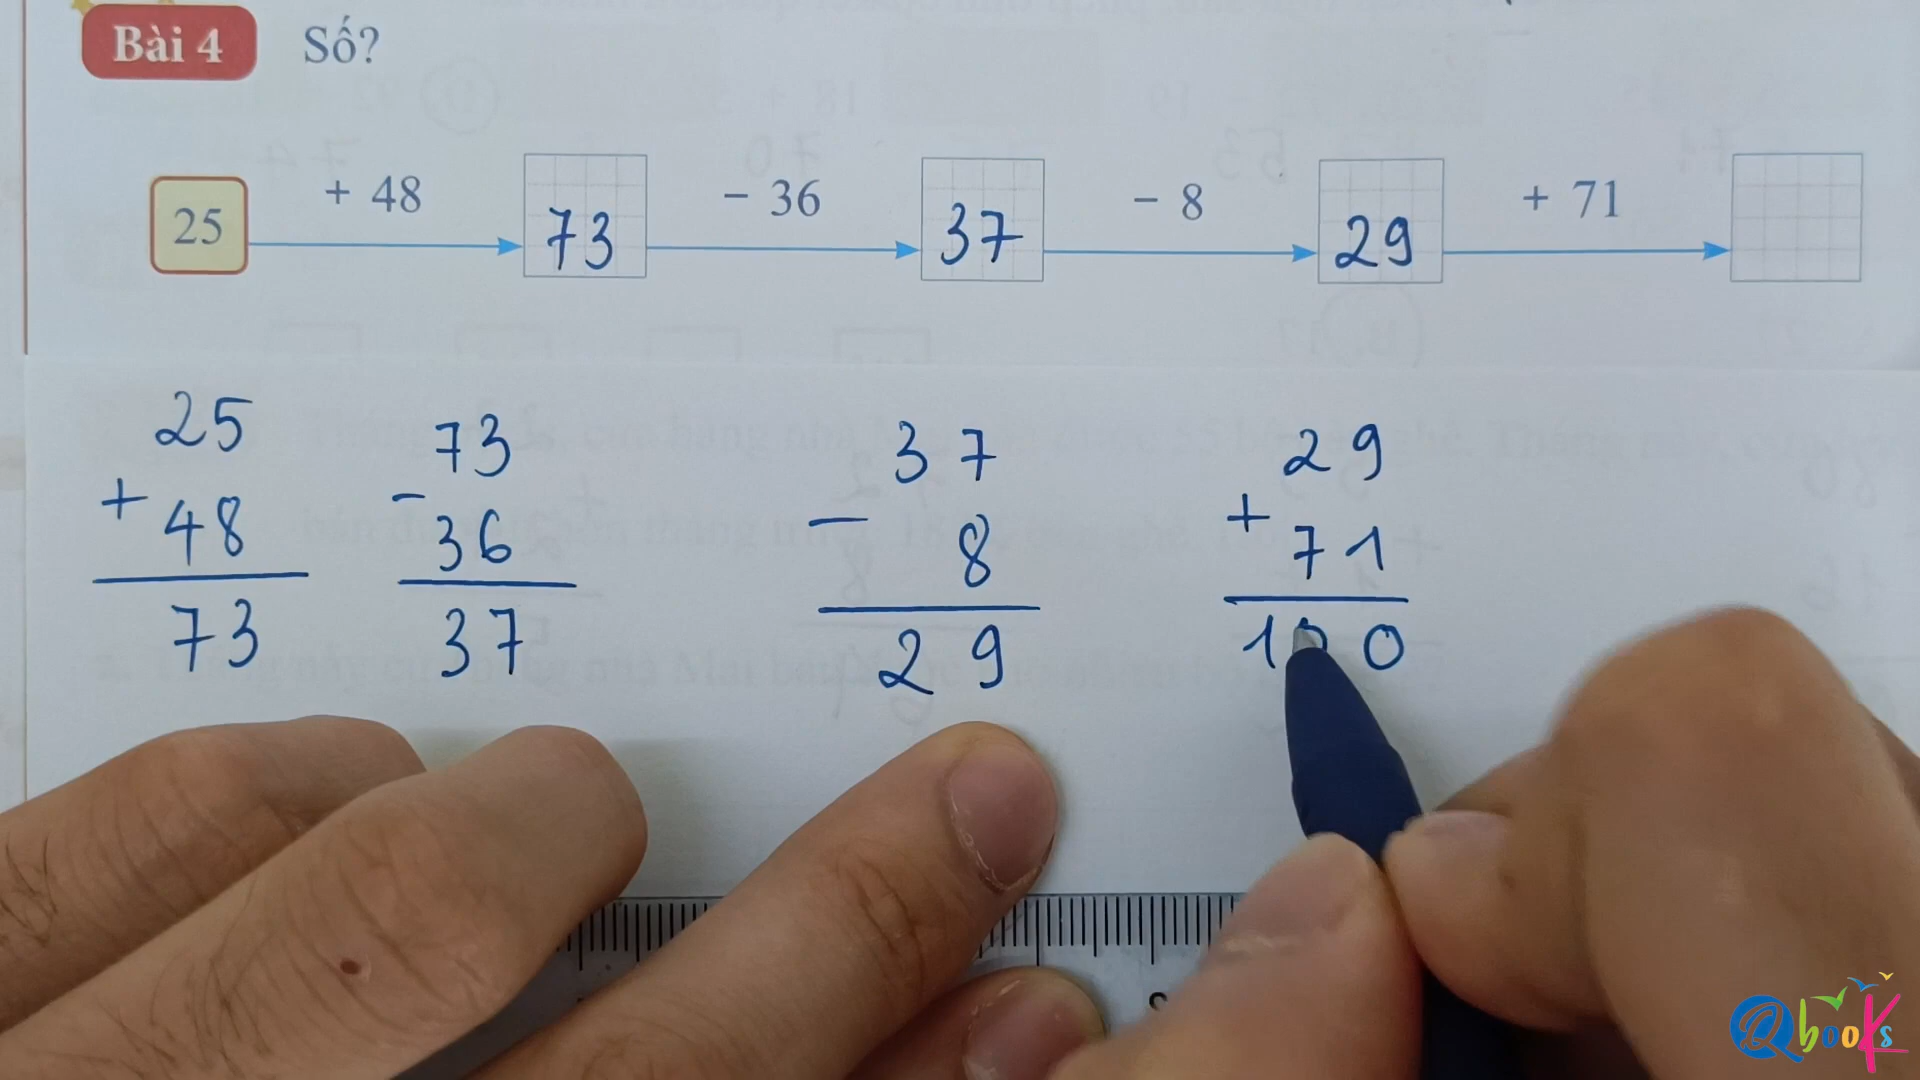 Bài 4 Số?
25 + 48 73 - 36 37 - 8 29 + 71
25 73 37 29
+ - - +
48 36 8 71
73 37 29 100
Qbooks